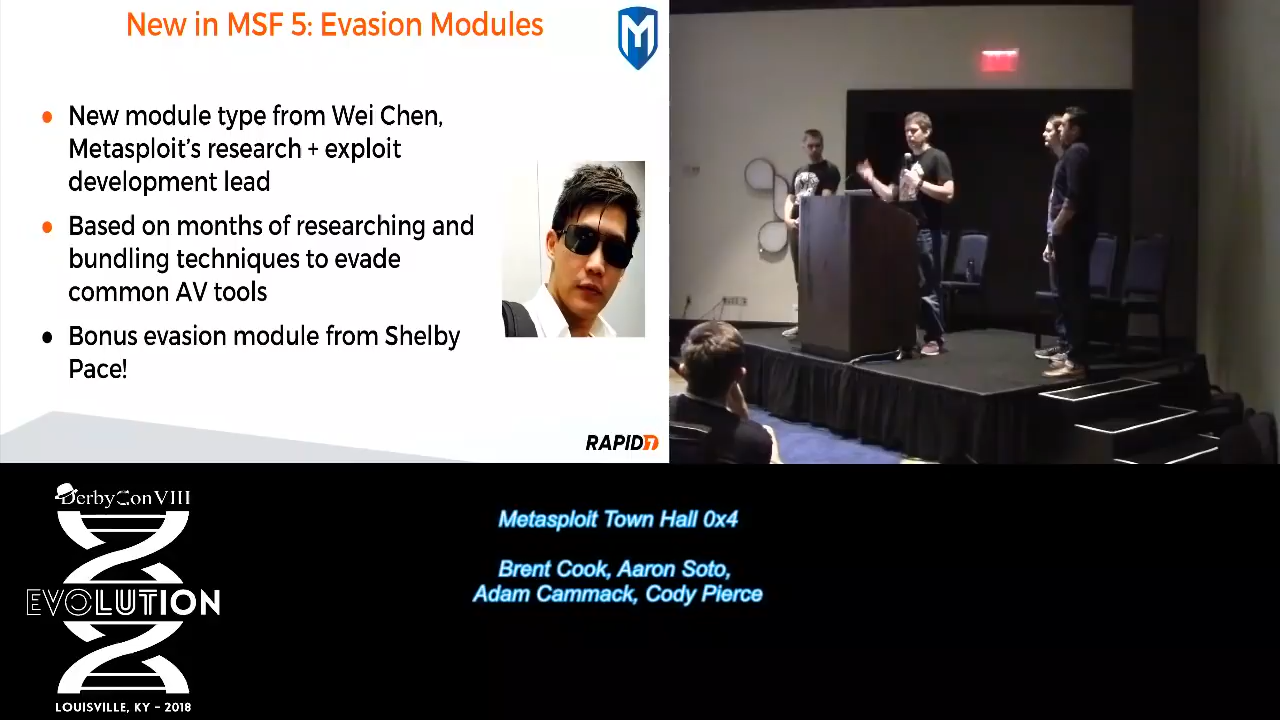 New in MSF 5: Evasion Modules
• New module type from Wei Chen,
Metasploit's research + exploit
development lead
• Based on months of researching and
bundling techniques to evade
common AV tools
• Bonus evasion module from Shelby
Pace!
RAPID7
DerbyCon VIII
EVOLUTION
LOUISVILLE, KY - 2018
Metasploit Town Hall 0x4
Brent Cook, Aaron Soto,
Adam Cammack, Cody Pierce